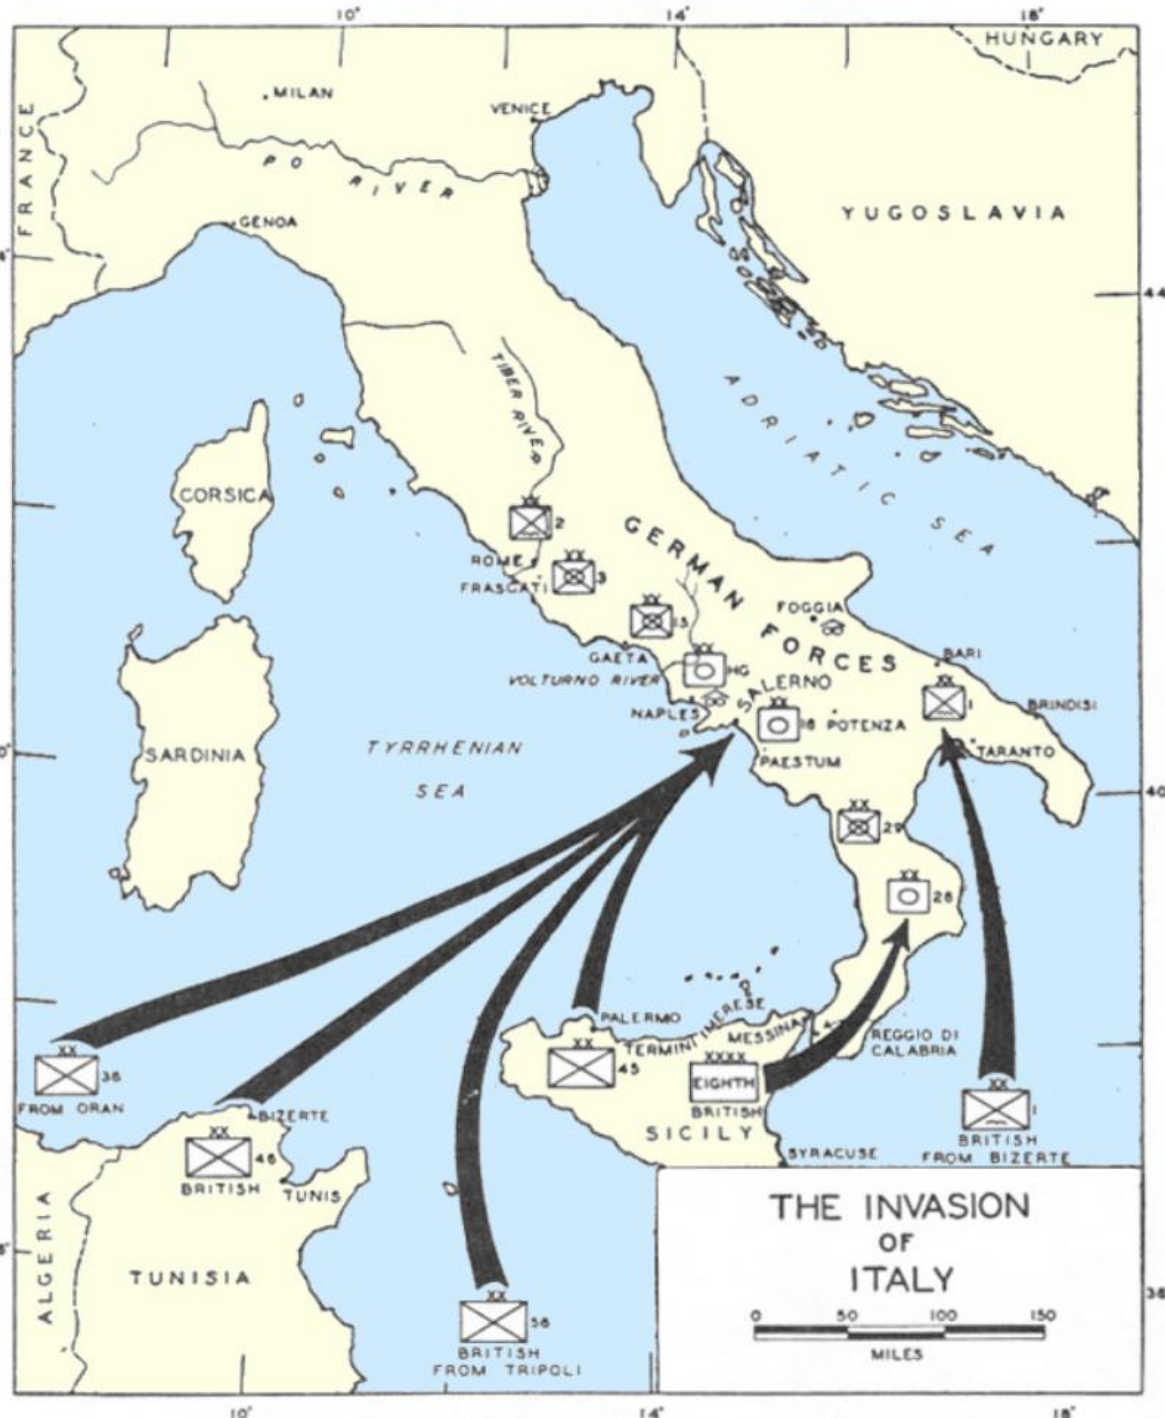 10°
14°
18°
HUNGARY
FRANCE
MILAN
VENICE
PO RIVER
GENOA
YUGOSLAVIA
44
TIBER RIVER
ADRIATIC SEA
CORSICA
XX
2
ROME
XX
FRASCATI
3
GERMAN FORCES
XX
15
FOGGIA
GAETA
XX
HG
BARI
VOLTURNO RIVER
SALERNO
XX
1
NAPLES
XX
16
POTENZA
BRINDISI
TYRRHENIAN
SEA
SARDINIA
PAESTUM
TARANTO
40
XX
29
XX
26
PALERMO
TERMINI IMERESE
MESSINA
REGGIO DI
CALABRIA
XX
36
FROM ORAN
XX
45
XXXX
EIGHTH
BRITISH
SICILY
XX
1
BRITISH
FROM BIZERTE
BIZERTE
XX
46
BRITISH
TUNIS
SYRACUSE
ALGERIA
TUNISIA
XX
56
BRITISH
FROM TRIPOLI
THE INVASION
OF
ITALY
0 50 100 150
MILES
10°
14°
18°